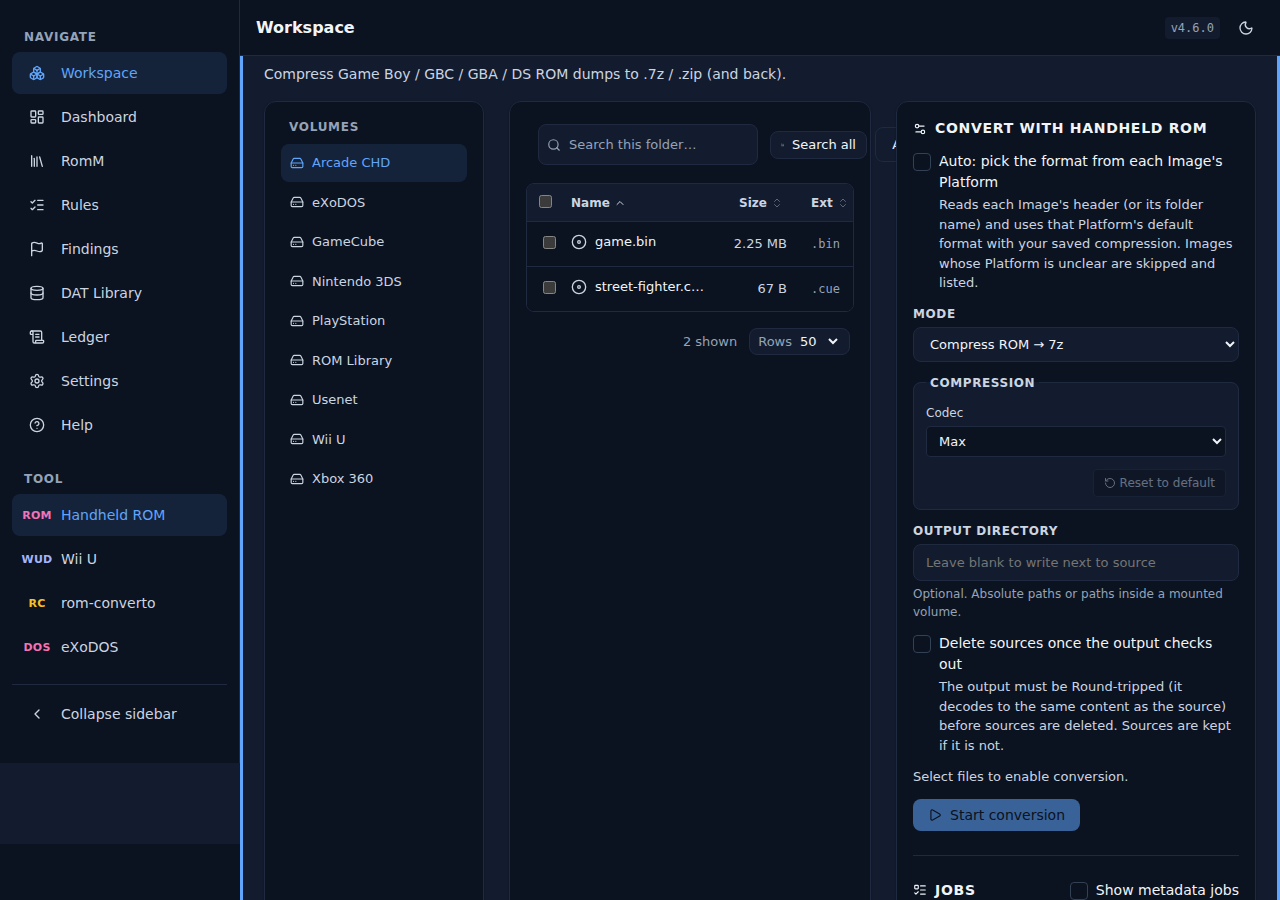 NAVIGATE
Workspace
Dashboard
RomM
Rules
Findings
DAT Library
Ledger
Settings
Help
TOOL
ROM Handheld ROM
WUD Wii U
RC rom-converto
DOS eXoDOS
Collapse sidebar
Workspace
v4.6.0
Compress Game Boy / GBC / GBA / DS ROM dumps to .7z / .zip (and back).
VOLUMES
Arcade CHD
eXoDOS
GameCube
Nintendo 3DS
PlayStation
ROM Library
Usenet
Wii U
Xbox 360
Search this folder…
Search all
Name Size Ext
game.bin 2.25 MB .bin
street-fighter.c… 67 B .cue
2 shown Rows 50
CONVERT WITH HANDHELD ROM
Auto: pick the format from each Image's
Platform
Reads each Image's header (or its folder
name) and uses that Platform's default
format with your saved compression. Images
whose Platform is unclear are skipped and
listed.
MODE
Compress ROM → 7z
COMPRESSION
Codec
Max
Reset to default
OUTPUT DIRECTORY
Leave blank to write next to source
Optional. Absolute paths or paths inside a mounted
volume.
Delete sources once the output checks
out
The output must be Round-tripped (it
decodes to the same content as the source)
before sources are deleted. Sources are kept
if it is not.
Select files to enable conversion.
Start conversion
JOBS
Show metadata jobs